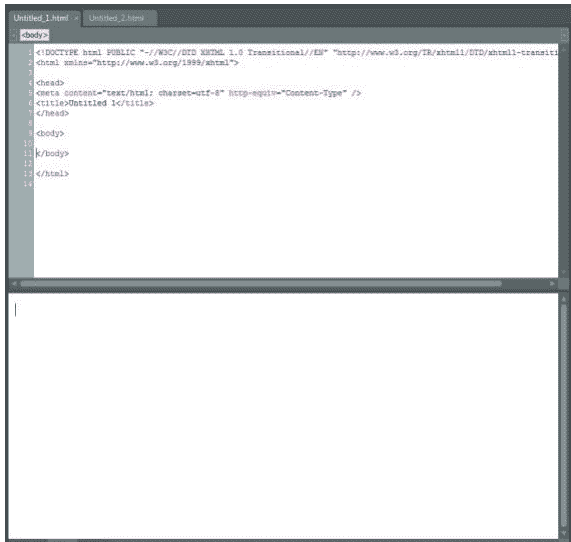 Untitled_1.html × Untitled_2.html
<body>
1 <!DOCTYPE html PUBLIC "-//W3C//DTD XHTML 1.0 Transitional//EN" "http://www.w3.org/TR/xhtml1/DTD/xhtml1-transiti
2 <html xmlns="http://www.w3.org/1999/xhtml">
3
4 <head>
5 <meta content="text/html; charset=utf-8" http-equiv="Content-Type" />
6 <title>Untitled 1</title>
7 </head>
8
9 <body>
10
11 </body>
12
13 </html>
14